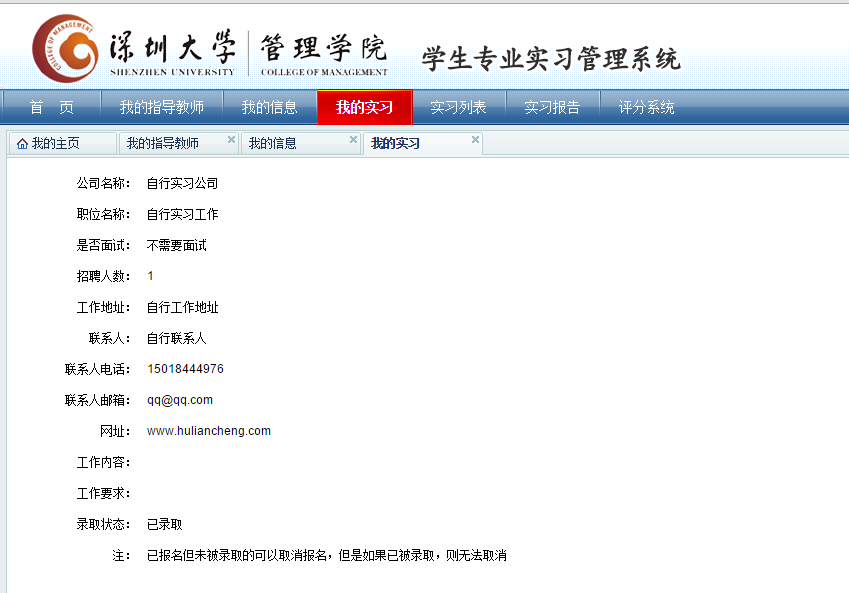 COLLEGE OF MANAGEMENT
深圳大学 管理学院 学生专业实习管理系统
SHENZHEN UNIVERSITY COLLEGE OF MANAGEMENT
首 页 我的指导教师 我的信息 我的实习 实习列表 实习报告 评分系统
我的主页 我的指导教师 我的信息 我的实习
公司名称: 自行实习公司
职位名称: 自行实习工作
是否面试: 不需要面试
招聘人数: 1
工作地址: 自行工作地址
联系人: 自行联系人
联系人电话: 15018444976
联系人邮箱: qq@qq.com
网址: www.huliancheng.com
工作内容:
工作要求:
录取状态: 已录取
注: 已报名但未被录取的可以取消报名，但是如果已被录取，则无法取消